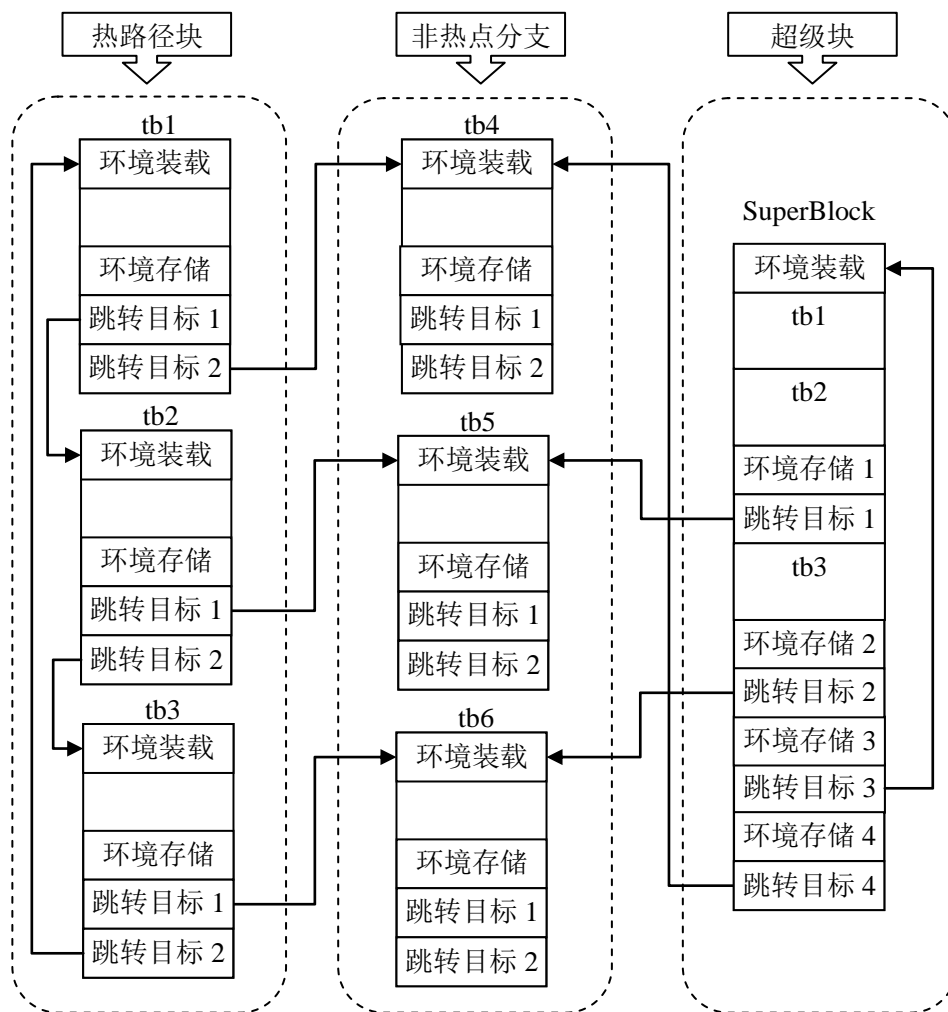 热路径块
非热点分支
超级块
tb1
环境装载
环境存储
跳转目标 1
跳转目标 2
tb2
环境装载
环境存储
跳转目标 1
跳转目标 2
tb3
环境装载
环境存储
跳转目标 1
跳转目标 2
tb4
环境装载
环境存储
跳转目标 1
跳转目标 2
tb5
环境装载
环境存储
跳转目标 1
跳转目标 2
tb6
环境装载
环境存储
跳转目标 1
跳转目标 2
SuperBlock
环境装载
tb1
tb2
环境存储 1
跳转目标 1
tb3
环境存储 2
跳转目标 2
环境存储 3
跳转目标 3
环境存储 4
跳转目标 4